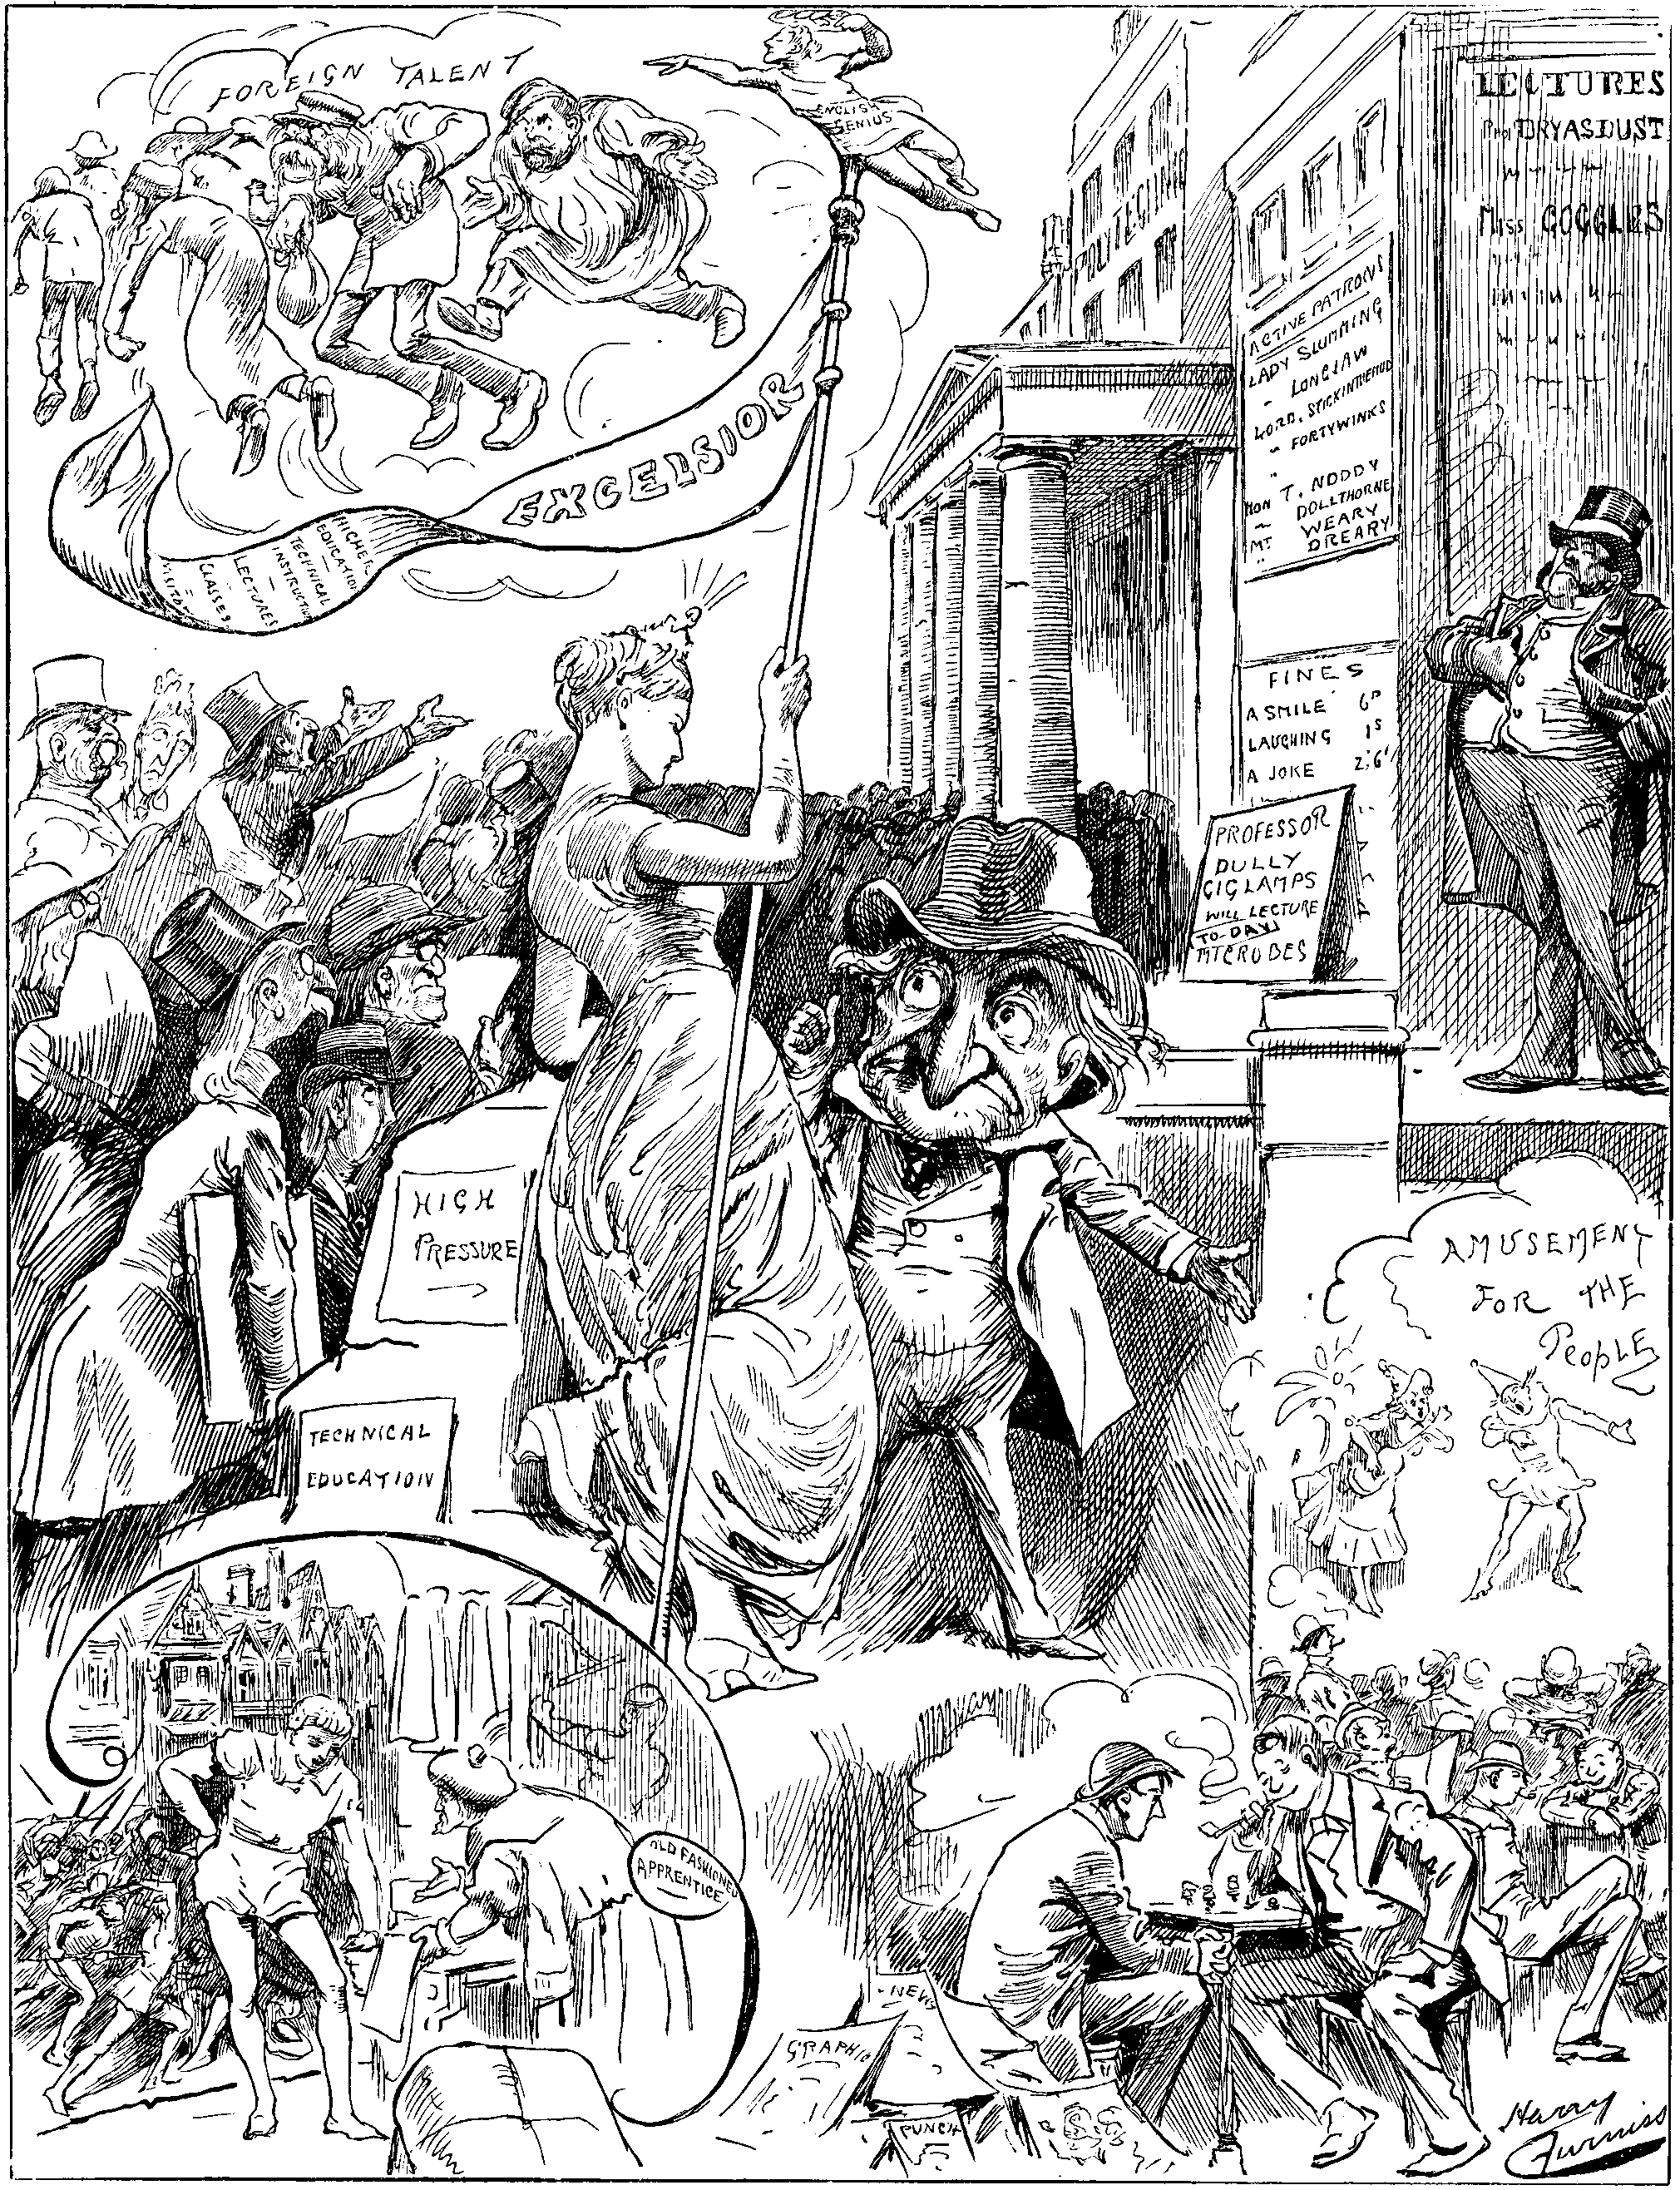 FOREIGN TALENT
ENGLISH
GENIUS
EXCELSIOR
HIGHER
EDUCATION
TECHNICAL
INSTRUCTION
LECTURES
CLASSES
POLYTECHNIC
LECTURES
PROF DRYASDUST
MISS GOGGLES
ACTIVE PATRONS
LADY SLUMMING
" LONGJAW
LORD. STICKINTHEMUD
" FORTYWINKS
"
HON T. NODDY
" DOLLTHORNE
WEARY
MT. DREARY
FINES
A SMILE 6D
LAUGHING 1S
A JOKE 2/6
PROFESSOR
DULLY
GIGLAMPS
WILL LECTURE
TO-DAY
MICROBES
HIGH
PRESSURE
TECHNICAL
EDUCATION
AMUSEMENT
FOR THE
PEOPLE
OLD FASHIONED
APPRENTICE
NEWS
GRAPHIC
PUNCH
Harry
Furniss